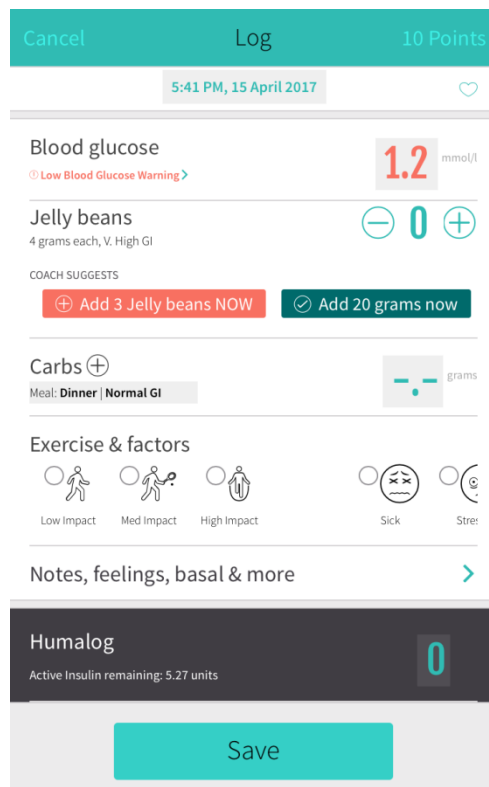 Cancel Log 10 Points
5:41 PM, 15 April 2017
Blood glucose
Low Blood Glucose Warning
1.2 mmol/l
Jelly beans
4 grams each, V. High GI
0
COACH SUGGESTS
Add 3 Jelly beans NOW Add 20 grams now
Carbs
-.- grams
Meal: Dinner | Normal GI
Exercise & factors
Low Impact Med Impact High Impact Sick Stre
Notes, feelings, basal & more
Humalog
0
Active Insulin remaining: 5.27 units
Save